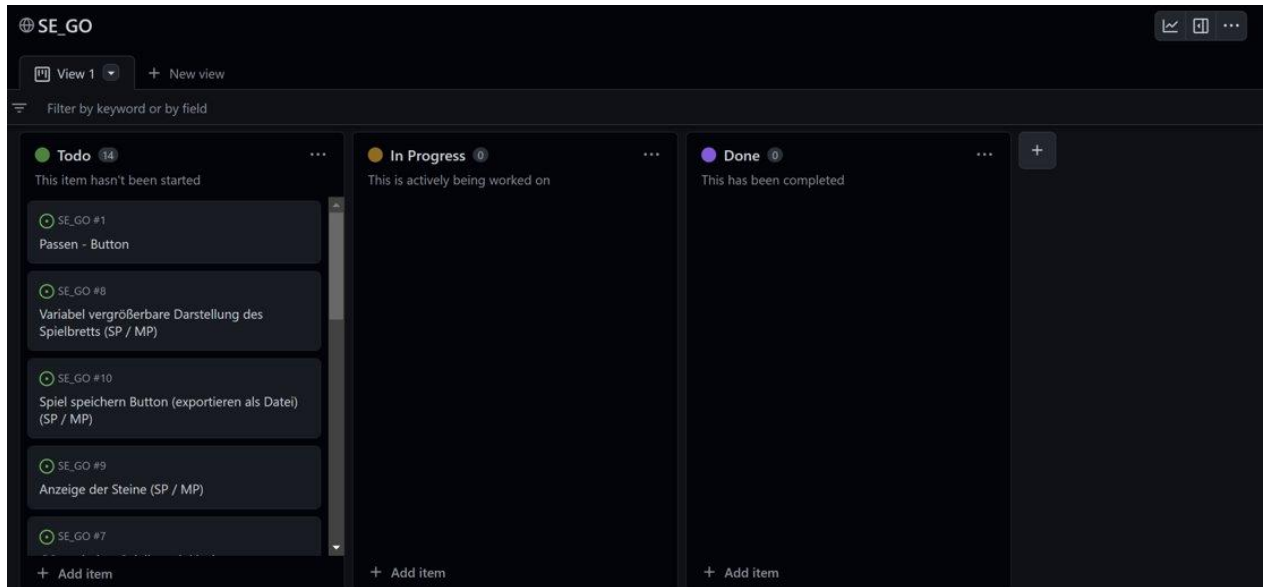 SE_GO
View 1
New view
Filter by keyword or by field
Todo 14
This item hasn't been started
SE_GO #1
Passen - Button
SE_GO #8
Variabel vergrößerbare Darstellung des
Spielbretts (SP / MP)
SE_GO #10
Spiel speichern Button (exportieren als Datei)
(SP / MP)
SE_GO #9
Anzeige der Steine (SP / MP)
SE_GO #7
+ Add item
In Progress 0
This is actively being worked on
+ Add item
Done 0
This has been completed
+ Add item